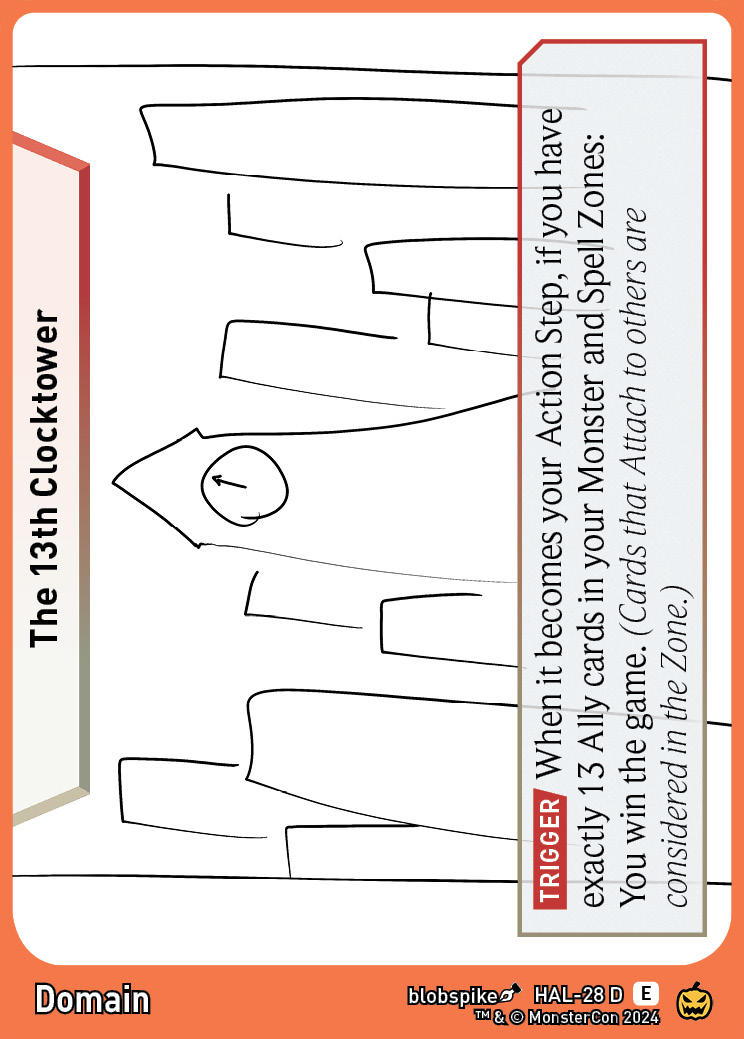 The 13th Clocktower
TRIGGER When it becomes your Action Step, if you have
exactly 13 Ally cards in your Monster and Spell Zones:
You win the game. (Cards that Attach to others are
considered in the Zone.)
Domain
blobspike HAL-28 D E
™ & © MonsterCon 2024